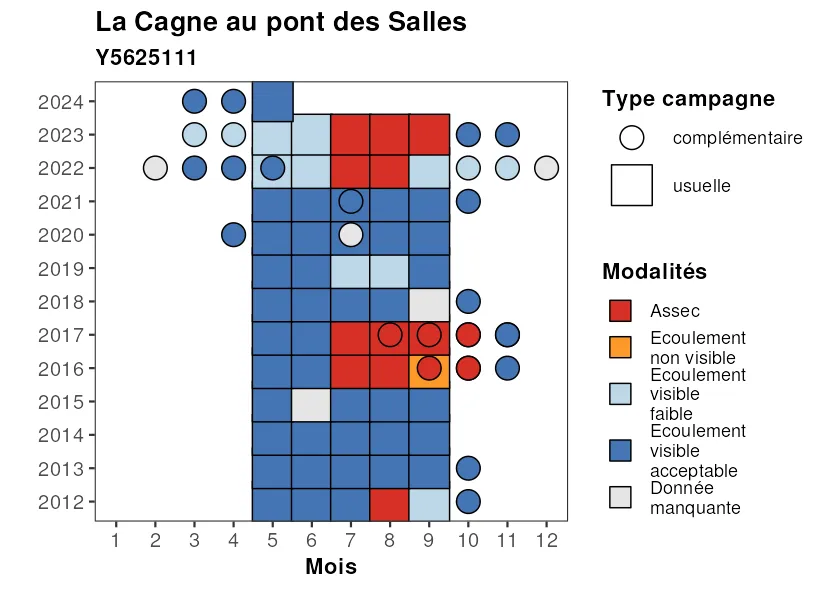 La Cagne au pont des Salles
Y5625111
2024
2023
2022
2021
2020
2019
2018
2017
2016
2015
2014
2013
2012
1 2 3 4 5 6 7 8 9 10 11 12
Mois
Type campagne
complémentaire
usuelle
Modalités
Assec
Ecoulement
non visible
Ecoulement
visible
faible
Ecoulement
visible
acceptable
Donnée
manquante